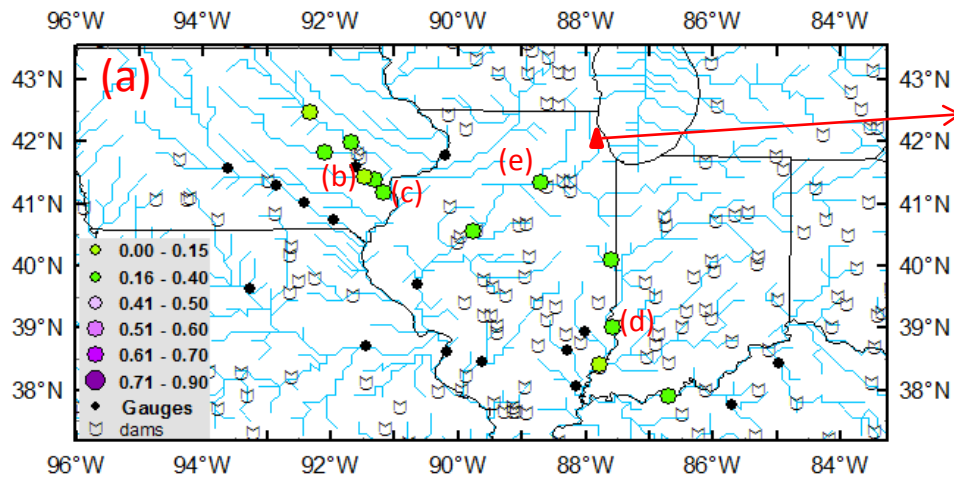 96°W 94°W 92°W 90°W 88°W 86°W 84°W
43°N (a) 43°N
42°N 42°N
(e)
(b) (c)
41°N 41°N
0.00 - 0.15
40°N 0.16 - 0.40 40°N
0.41 - 0.50
39°N 0.51 - 0.60 (d) 39°N
0.61 - 0.70
38°N 0.71 - 0.90 38°N
Gauges
dams
96°W 94°W 92°W 90°W 88°W 86°W 84°W